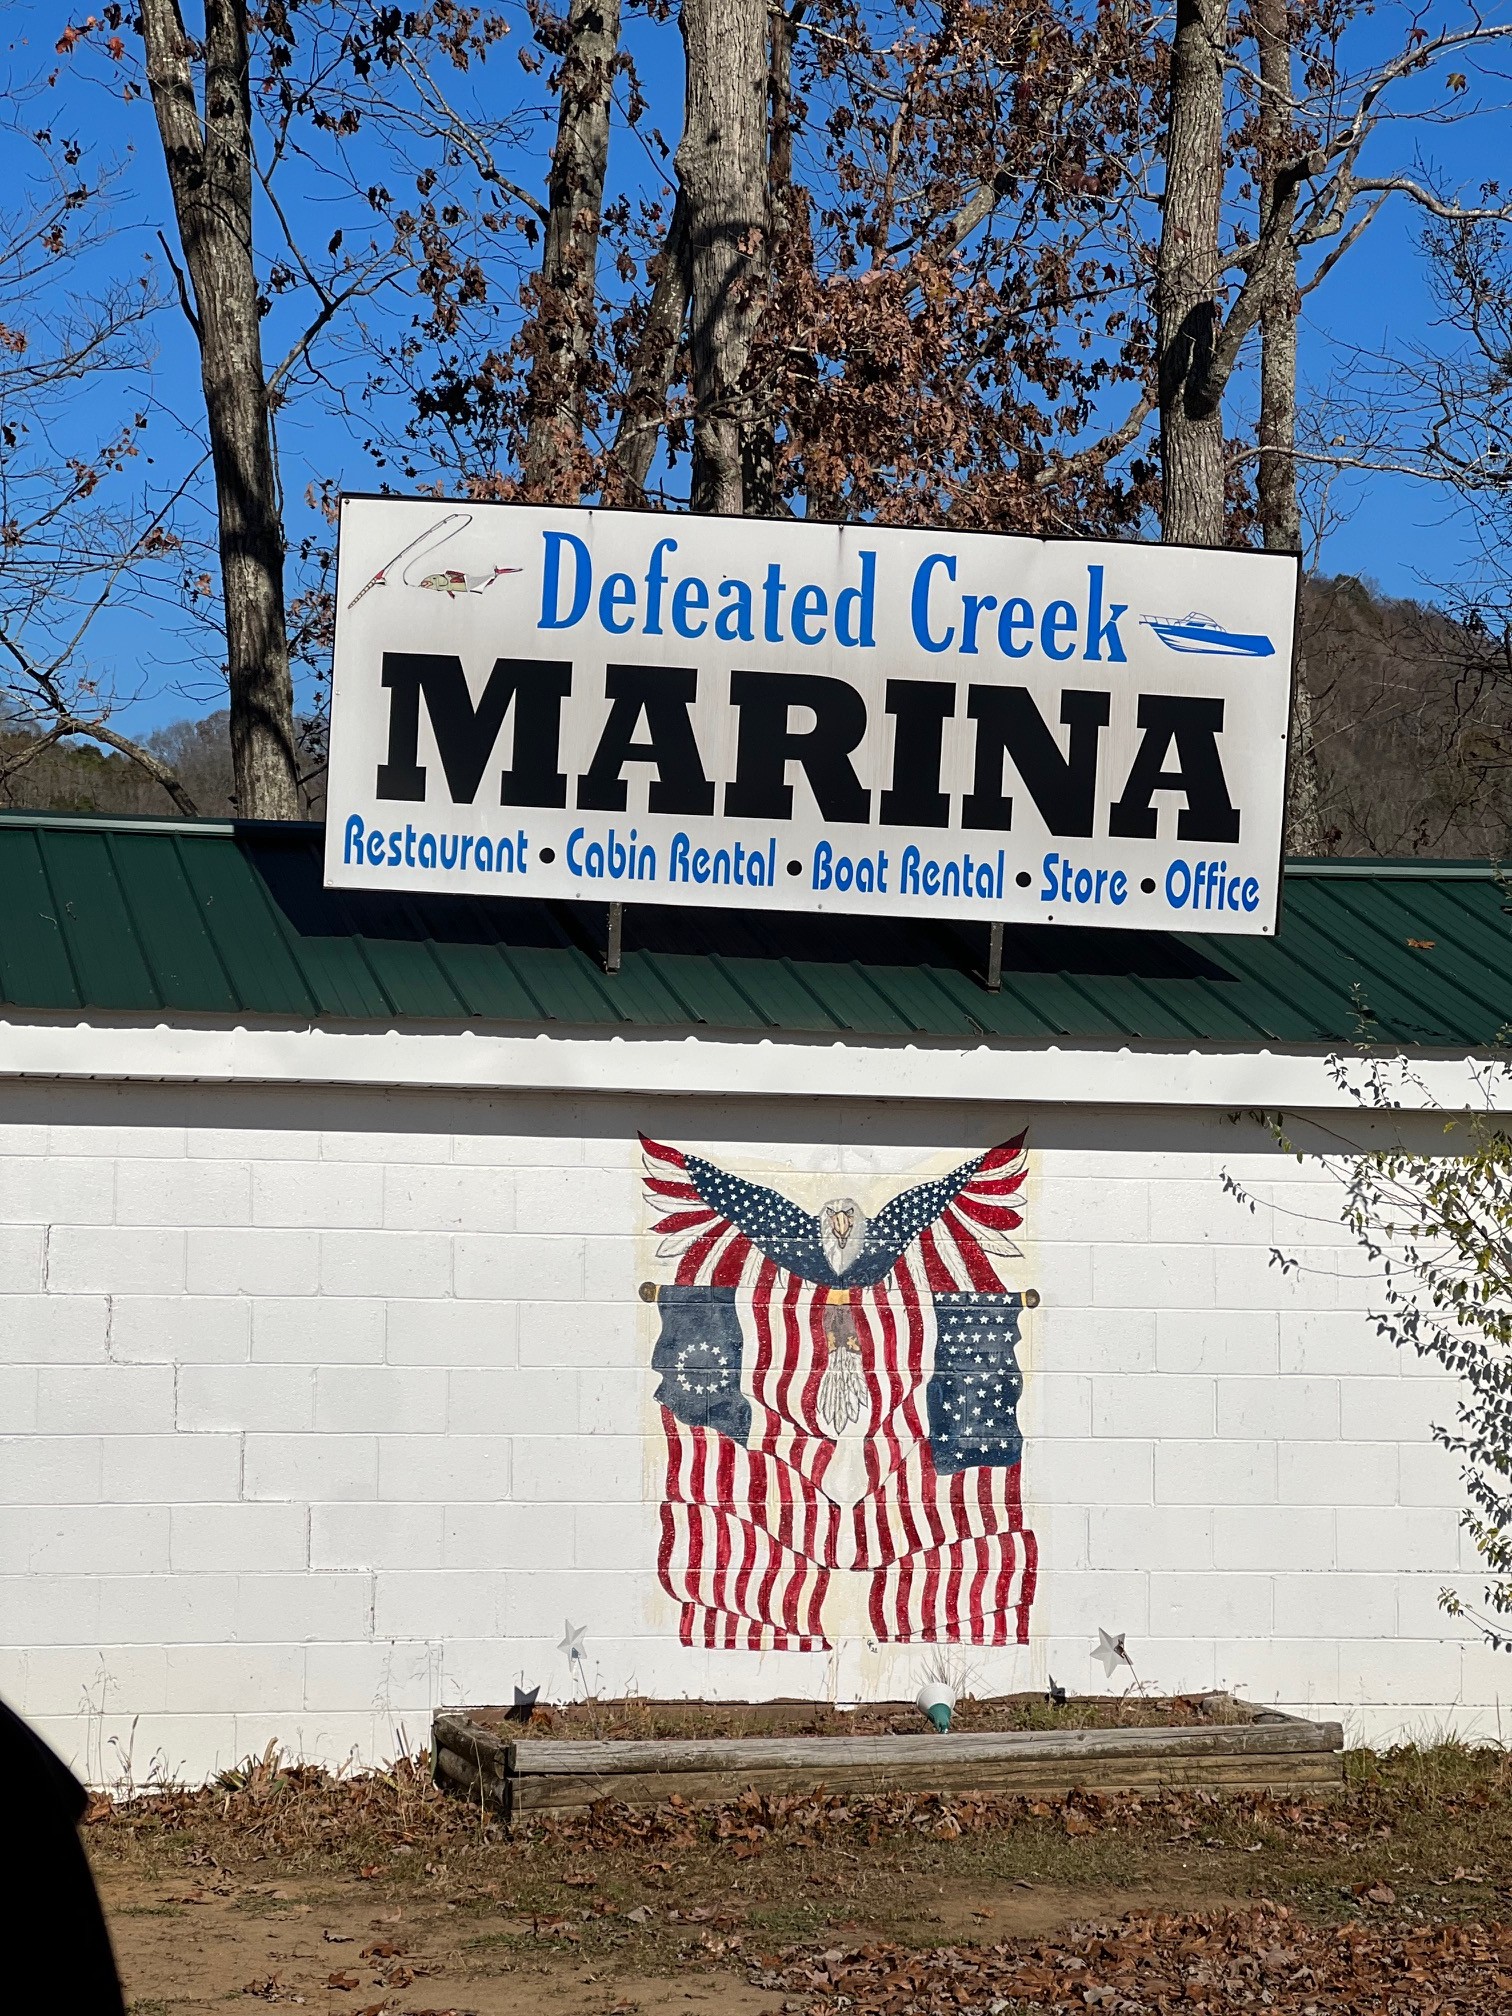 Defeated Creek
MARINA
Restaurant • Cabin Rental • Boat Rental • Store • Office